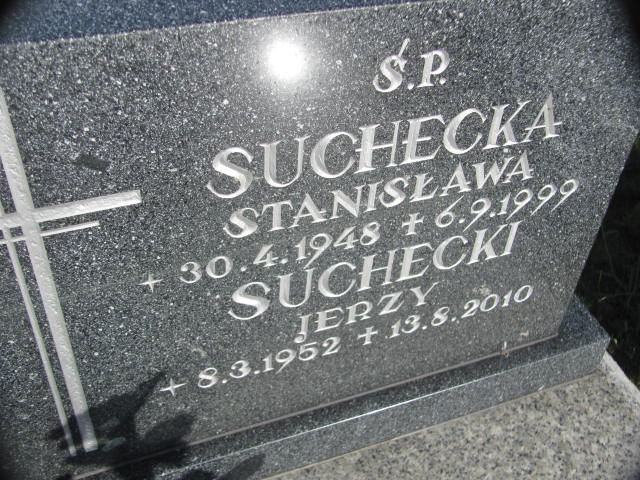 Ś.P.
SUCHECKA
STANISŁAWA
+ 30.4.1948 ✝ 6.9.1999
SUCHECKI
JERZY
+ 8.3.1952 ✝ 13.8.2010